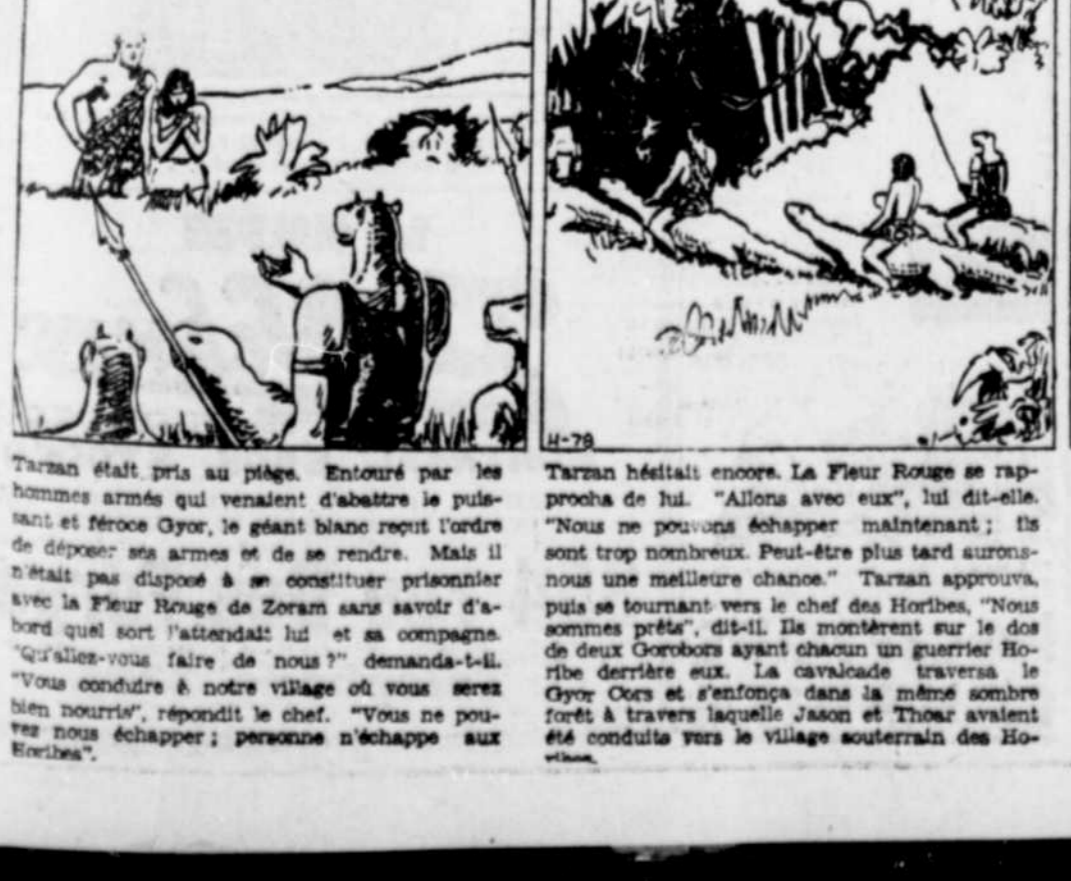 Tarzan était pris au piège. Entouré par les
hommes armés qui venaient d'abattre le puis-
sant et féroce Gyor, le géant blanc reçut l'ordre
de déposer ses armes et de se rendre. Mais il
n'était pas disposé à se constituer prisonnier
avec la Fleur Rouge de Zoram sans savoir d'a-
bord quel sort l'attendait lui et sa compagne.
"Qu'allez-vous faire de nous?" demanda-t-il.
"Vous conduire à notre village où vous serez
bien nourris", répondit le chef. "Vous ne pou-
vez nous échapper; personne n'échappe aux
Horibes".
H-78
Tarzan hésitait encore. La Fleur Rouge se rap-
procha de lui. "Allons avec eux", lui dit-elle.
"Nous ne pouvons échapper maintenant; ils
sont trop nombreux. Peut-être plus tard aurons-
nous une meilleure chance." Tarzan approuva,
puis se tournant vers le chef des Horibes, "Nous
sommes prêts", dit-il. Ils montèrent sur le dos
de deux Gorobors ayant chacun un guerrier Ho-
ribe derrière eux. La cavalcade traversa le
Gyor Cors et s'enfonça dans la même sombre
forêt à travers laquelle Jason et Thoar avaient
été conduits vers le village souterrain des Ho-
ribes.